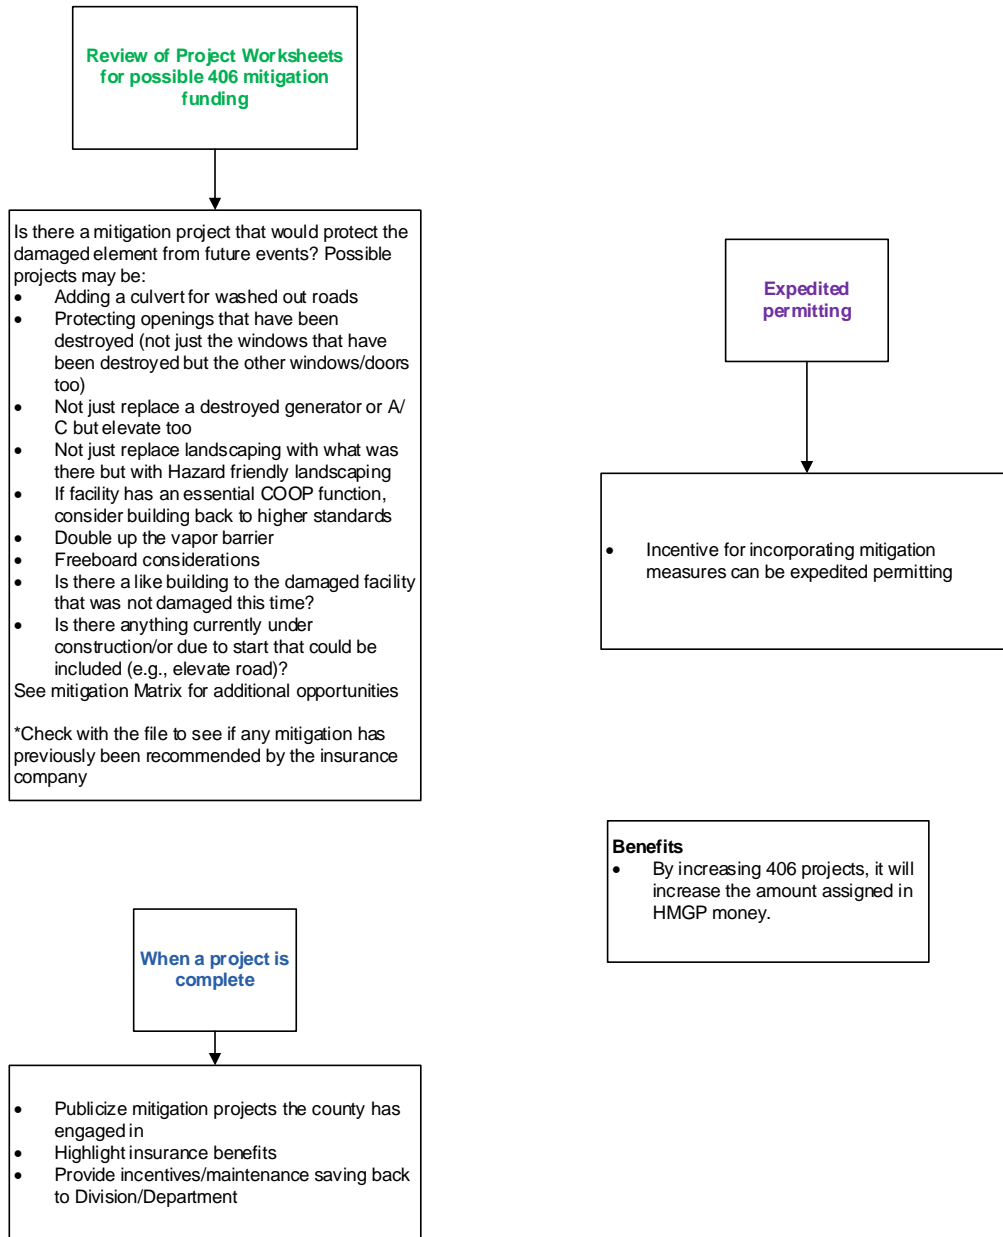 Review of Project Worksheets
for possible 406 mitigation
funding
Is there a mitigation project that would protect the
damaged element from future events? Possible
projects may be:
• Adding a culvert for washed out roads
• Protecting openings that have been
destroyed (not just the windows that have
been destroyed but the other windows/doors
too)
• Not just replace a destroyed generator or A/
C but elevate too
• Not just replace landscaping with what was
there but with Hazard friendly landscaping
• If facility has an essential COOP function,
consider building back to higher standards
• Double up the vapor barrier
• Freeboard considerations
• Is there a like building to the damaged facility
that was not damaged this time?
• Is there anything currently under
construction/or due to start that could be
included (e.g., elevate road)?
See mitigation Matrix for additional opportunities
*Check with the file to see if any mitigation has
previously been recommended by the insurance
company
Expedited
permitting
• Incentive for incorporating mitigation
measures can be expedited permitting
Benefits
• By increasing 406 projects, it will
increase the amount assigned in
HMGP money.
When a project is
complete
• Publicize mitigation projects the county has
engaged in
• Highlight insurance benefits
• Provide incentives/maintenance saving back
to Division/Department